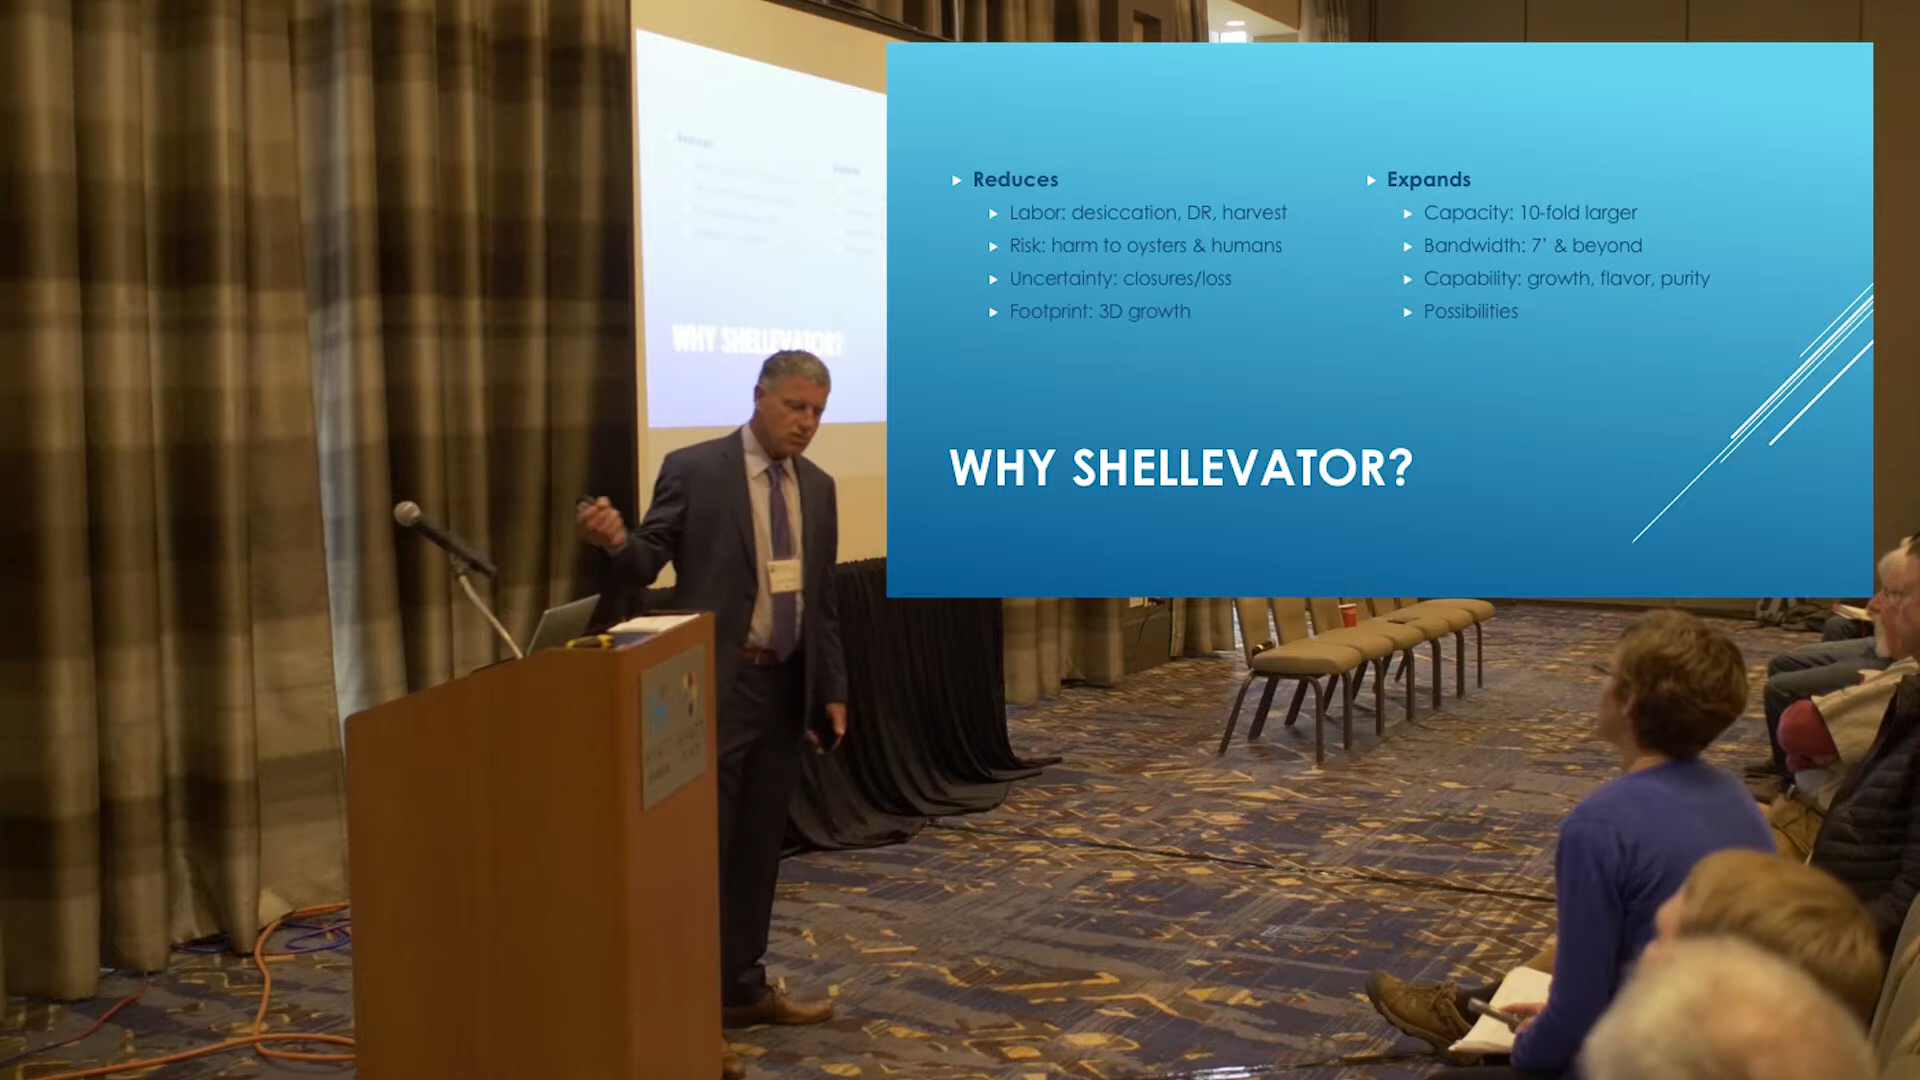 Reduces
Labor: desiccation, DR, harvest
Risk: harm to oysters & humans
Uncertainty: closures/loss
Footprint: 3D growth
Expands
Capacity: 10-fold larger
Bandwidth: 7' & beyond
Capability: growth, flavor, purity
Possibilities
WHY SHELLEVATOR?
WHY SHELLEVATOR?